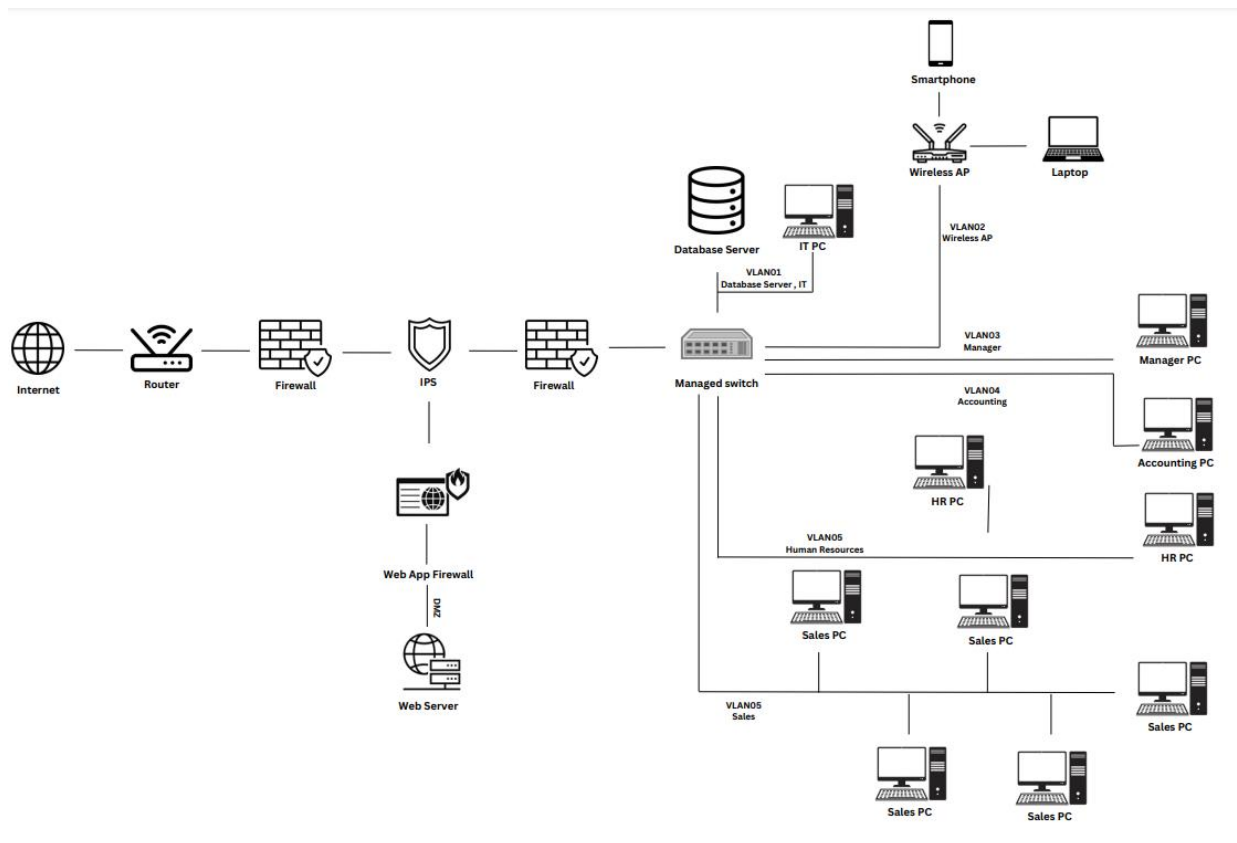 Smartphone
Wireless AP
Laptop
Database Server
IT PC
VLAN01
Database Server , IT
VLAN02
Wireless AP
Internet
Router
Firewall
IPS
Firewall
Managed switch
VLAN03
Manager
Manager PC
VLAN04
Accounting
Accounting PC
HR PC
VLAN05
Human Resources
HR PC
Web App Firewall
DMZ
Web Server
Sales PC
Sales PC
VLAN05
Sales
Sales PC
Sales PC
Sales PC